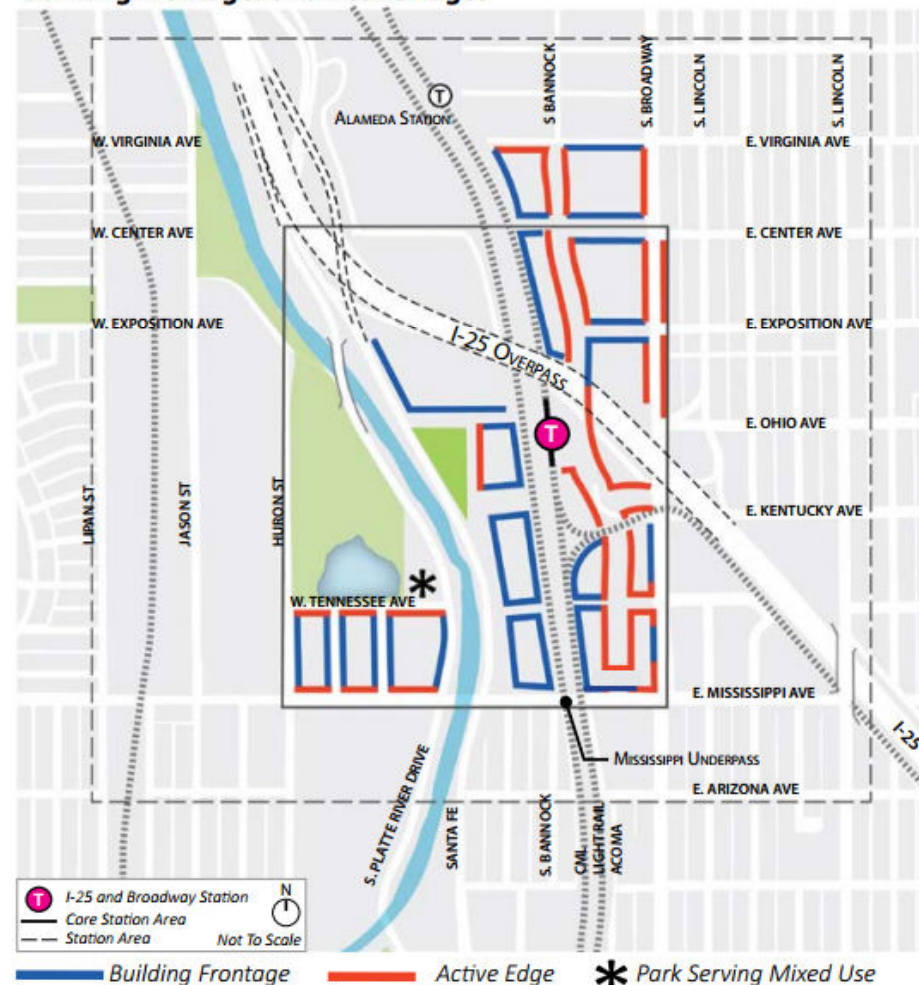 S. BANNOCK
S. BROADWAY
S. LINCOLN
S. LINCOLN
T
ALAMEDA STATION
W. VIRGINIA AVE
E. VIRGINIA AVE
W. CENTER AVE
E. CENTER AVE
W. EXPOSITION AVE
E. EXPOSITION AVE
I-25 OVERPASS
E. OHIO AVE
T
LIPAN ST
JASON ST
HURON ST
E. KENTUCKY AVE
*
W. TENNESSEE AVE
E. MISSISSIPPI AVE
I-25
MISSISSIPPI UNDERPASS
E. ARIZONA AVE
S. PLATTE RIVER DRIVE
SANTA FE
S. BANNOCK
CML
LIGHT RAIL
ACOMA
T I-25 and Broadway Station
N
Core Station Area
Station Area
Not To Scale
Building Frontage
Active Edge
* Park Serving Mixed Use